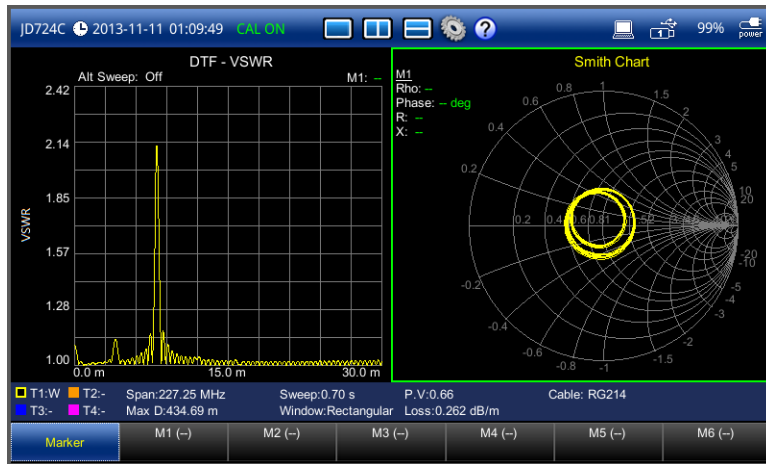 JD724C 2013-11-11 01:09:49 CAL ON ? 1 99% power
DTF - VSWR
Alt Sweep: Off M1: --
2.42
2.14
1.85
1.57
1.28
1.00
VSWR
0.0 m 15.0 m 30.0 m
Smith Chart
M1
Rho: --
Phase: -- deg
R: --
X: --
0.2
0.4
0.6
0.8
1
1.5
2
3
4
5
10
20
0.2 0.4 0.6 0.8 1
-20
-10
-5
-4
-3
-2
-1.5
-1
-0.8
-0.6
-0.4
-0.2
T1:W T2:- Span:227.25 MHz Sweep:0.70 s P.V:0.66 Cable: RG214
T3:- T4:- Max D:434.69 m Window:Rectangular Loss:0.262 dB/m
Marker M1 (--) M2 (--) M3 (--) M4 (--) M5 (--) M6 (--)